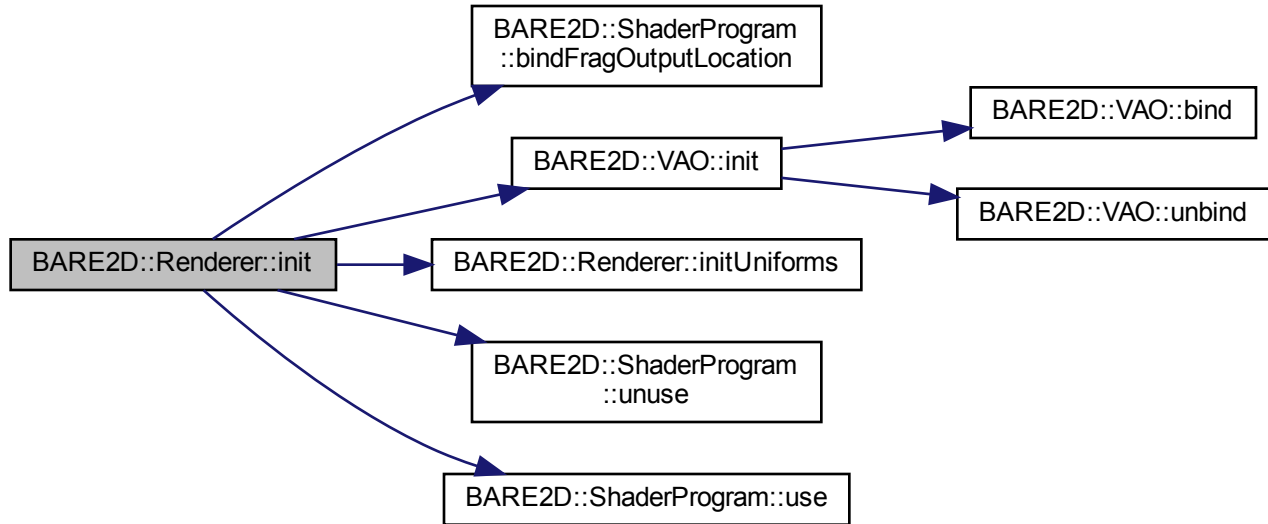 BARE2D::ShaderProgram
::bindFragOutputLocation
BARE2D::VAO::bind
BARE2D::VAO::init
BARE2D::VAO::unbind
BARE2D::Renderer::init
BARE2D::Renderer::initUniforms
BARE2D::ShaderProgram
::unuse
BARE2D::ShaderProgram::use